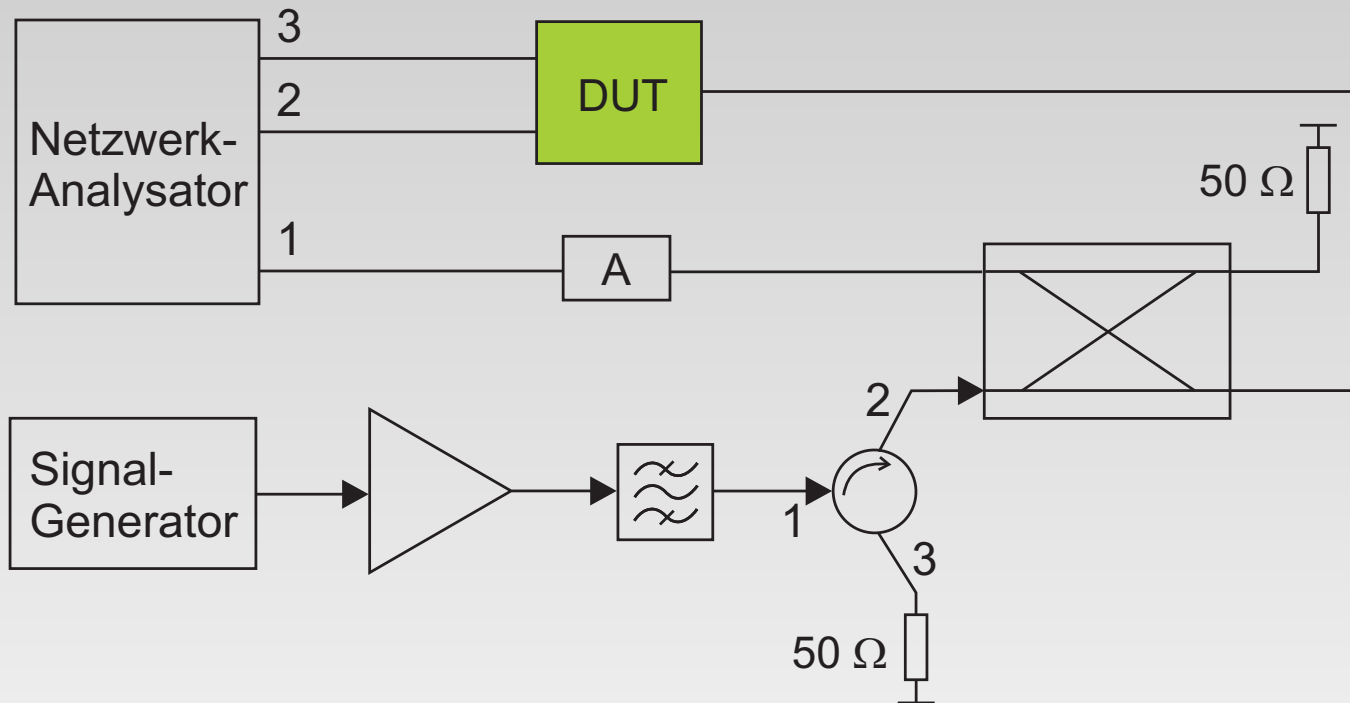 3
DUT
2
Netzwerk-
Analysator
50 Ω
1
A
2
Signal-
Generator
1
3
50 Ω